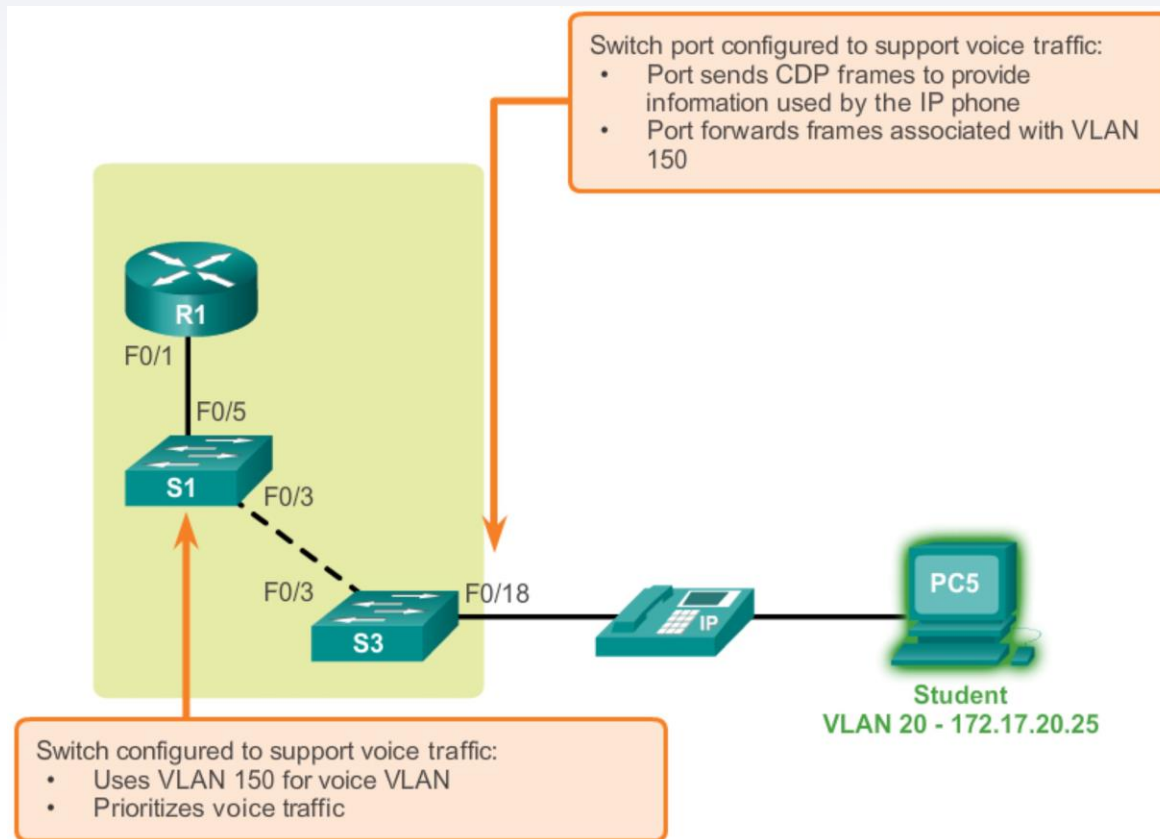 Switch port configured to support voice traffic:
• Port sends CDP frames to provide
information used by the IP phone
• Port forwards frames associated with VLAN
150
R1
F0/1
F0/5
S1
F0/3
F0/3
F0/18
S3
IP
PC5
Student
VLAN 20 - 172.17.20.25
Switch configured to support voice traffic:
• Uses VLAN 150 for voice VLAN
• Prioritizes voice traffic